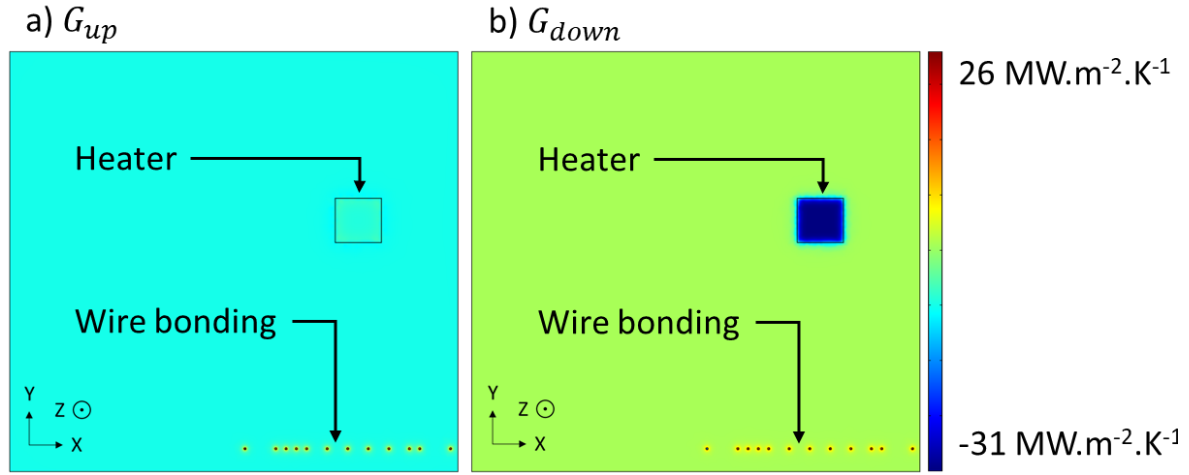 a) G_up
b) G_down
26 MW.m⁻².K⁻¹
Heater
Heater
Wire bonding
Wire bonding
Y
Z
X
Y
Z
X
-31 MW.m⁻².K⁻¹